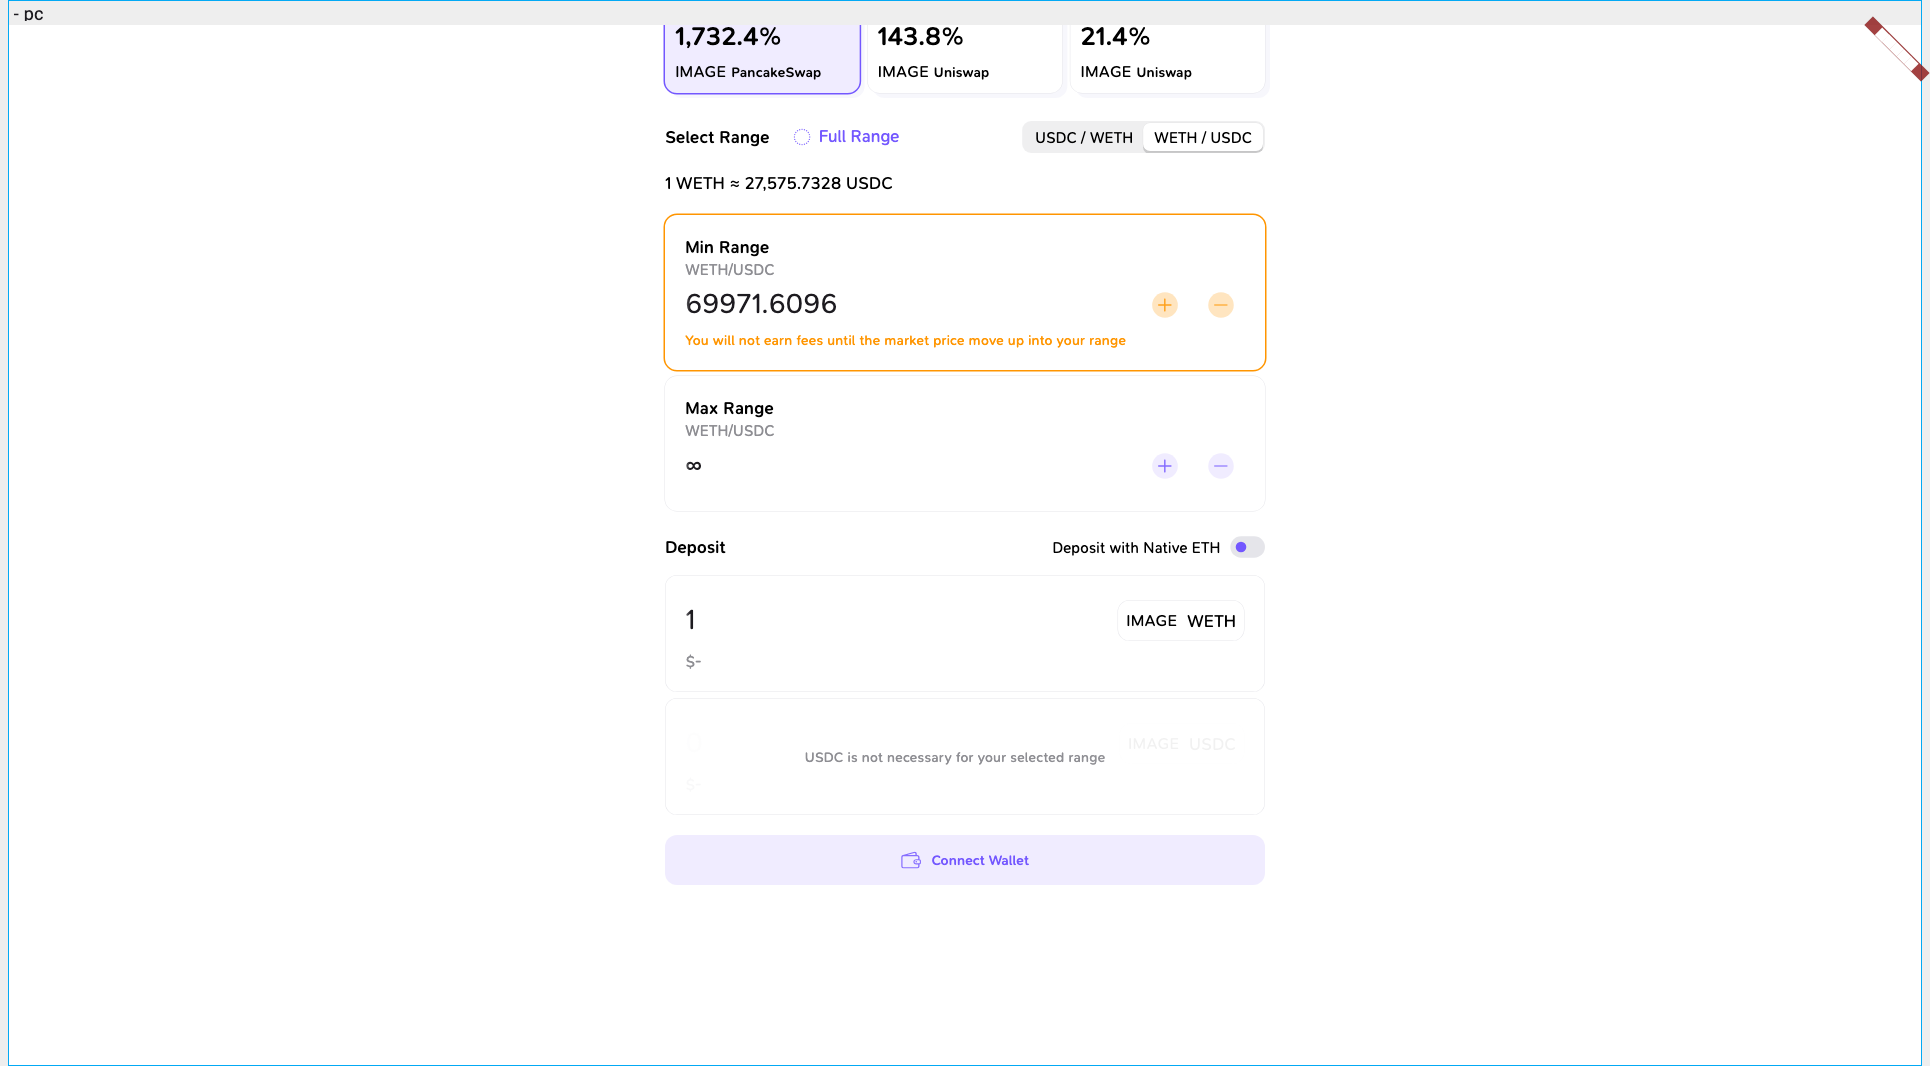 - pc
1,732.4%
IMAGE PancakeSwap
143.8%
IMAGE Uniswap
21.4%
IMAGE Uniswap
Select Range
Full Range
USDC / WETH
WETH / USDC
1 WETH ≈ 27,575.7328 USDC
Min Range
WETH/USDC
69971.6096
You will not earn fees until the market price move up into your range
Max Range
WETH/USDC
∞
Deposit
Deposit with Native ETH
1
IMAGE WETH
$-
0
IMAGE USDC
USDC is not necessary for your selected range
$-
Connect Wallet